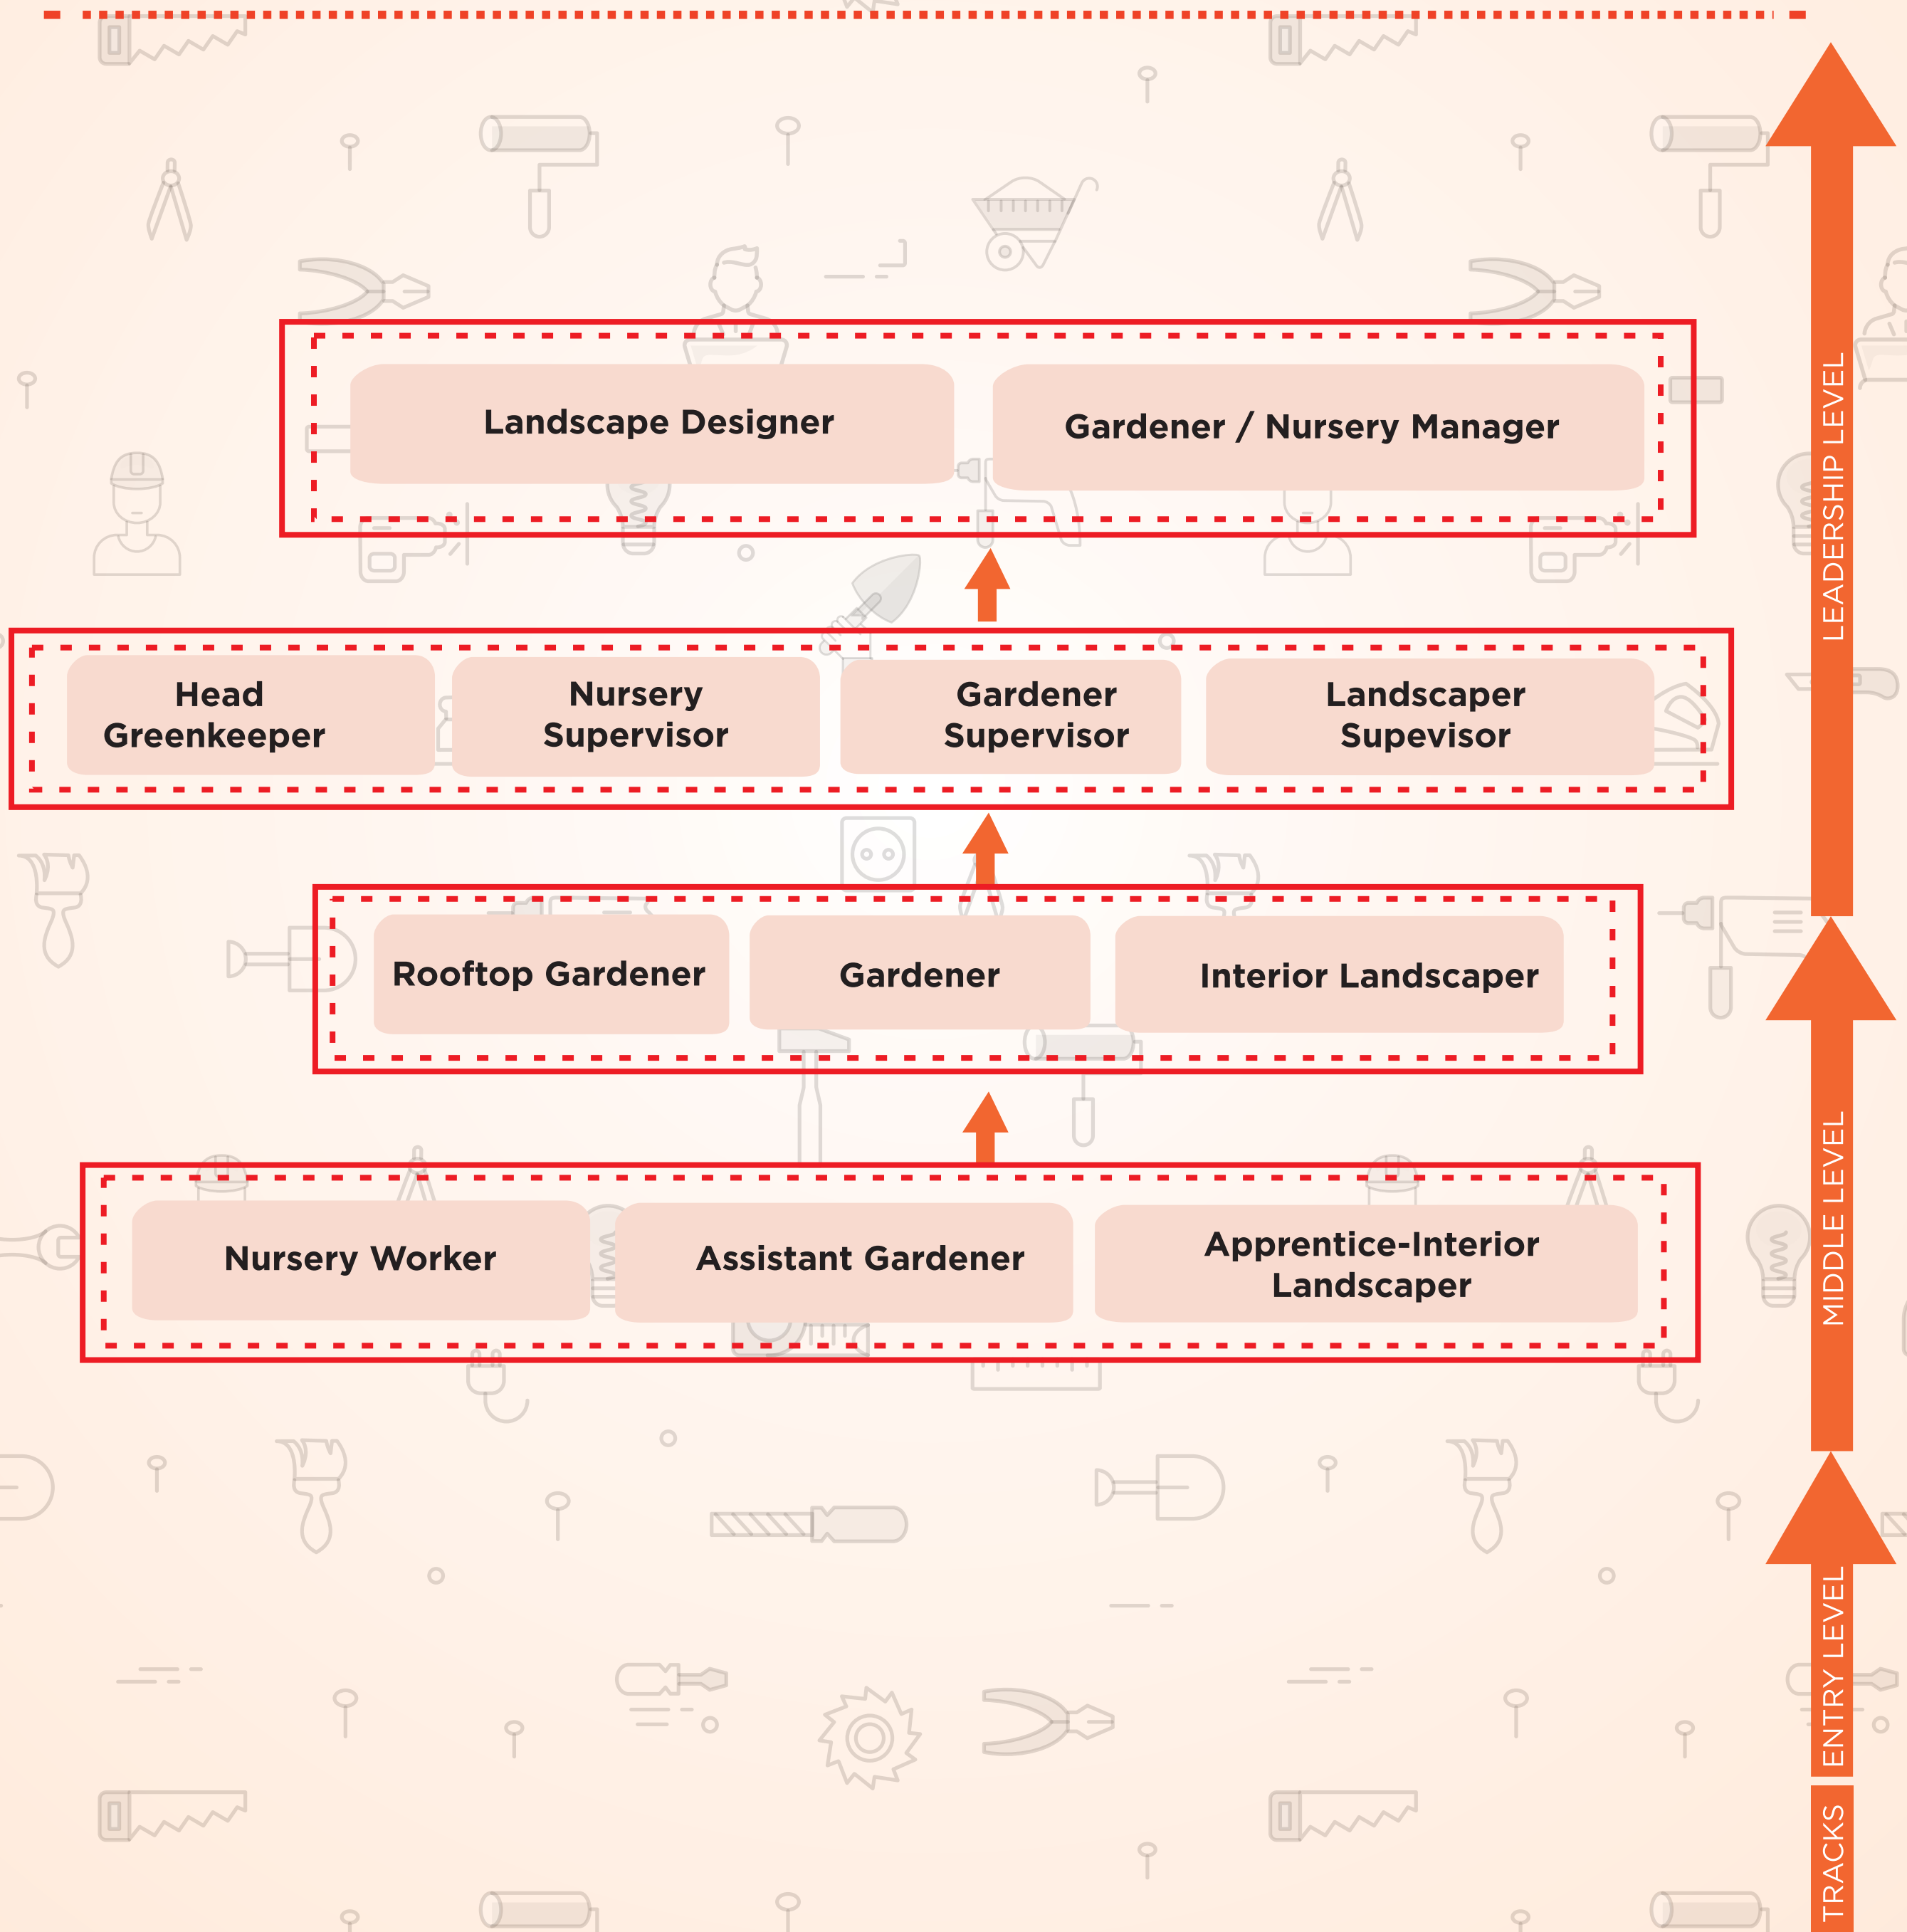 Landscape Designer
Gardener / Nursery Manager
LEADERSHIP LEVEL
Head
Greenkeeper
Nursery
Supervisor
Gardener
Supervisor
Landscaper
Supevisor
Rooftop Gardener
Gardener
Interior Landscaper
MIDDLE LEVEL
Nursery Worker
Assistant Gardener
Apprentice-Interior
Landscaper
ENTRY LEVEL
TRACKS